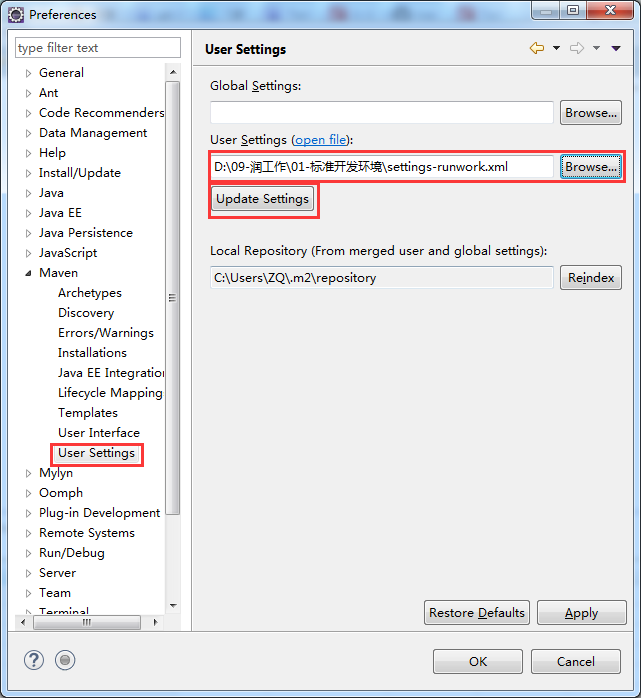 Preferences
type filter text
General
Ant
Code Recommenders
Data Management
Help
Install/Update
Java
Java EE
Java Persistence
JavaScript
Maven
Archetypes
Discovery
Errors/Warnings
Installations
Java EE Integration
Lifecycle Mapping
Templates
User Interface
User Settings
Mylyn
Oomph
Plug-in Development
Remote Systems
Run/Debug
Server
Team
Terminal
User Settings
Global Settings:
Browse...
User Settings (open file):
D:\09-润工作\01-标准开发环境\settings-runwork.xml
Browse...
Update Settings
Local Repository (From merged user and global settings):
C:\Users\ZQ\.m2\repository
Reindex
Restore Defaults
Apply
OK
Cancel